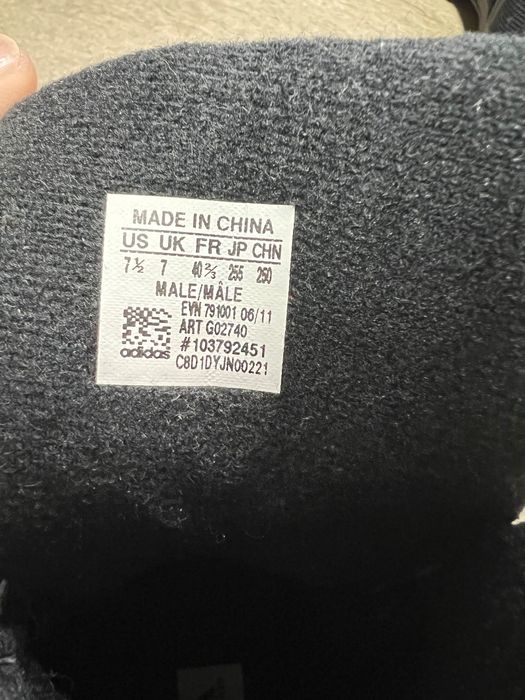 MADE IN CHINA
US UK FR JP CHN
7½ 7 40⅔ 255 250
MALE/MÂLE
EVN 791001 06/11
ART G02740
#103792451
adidas
C8D1DYJN00221